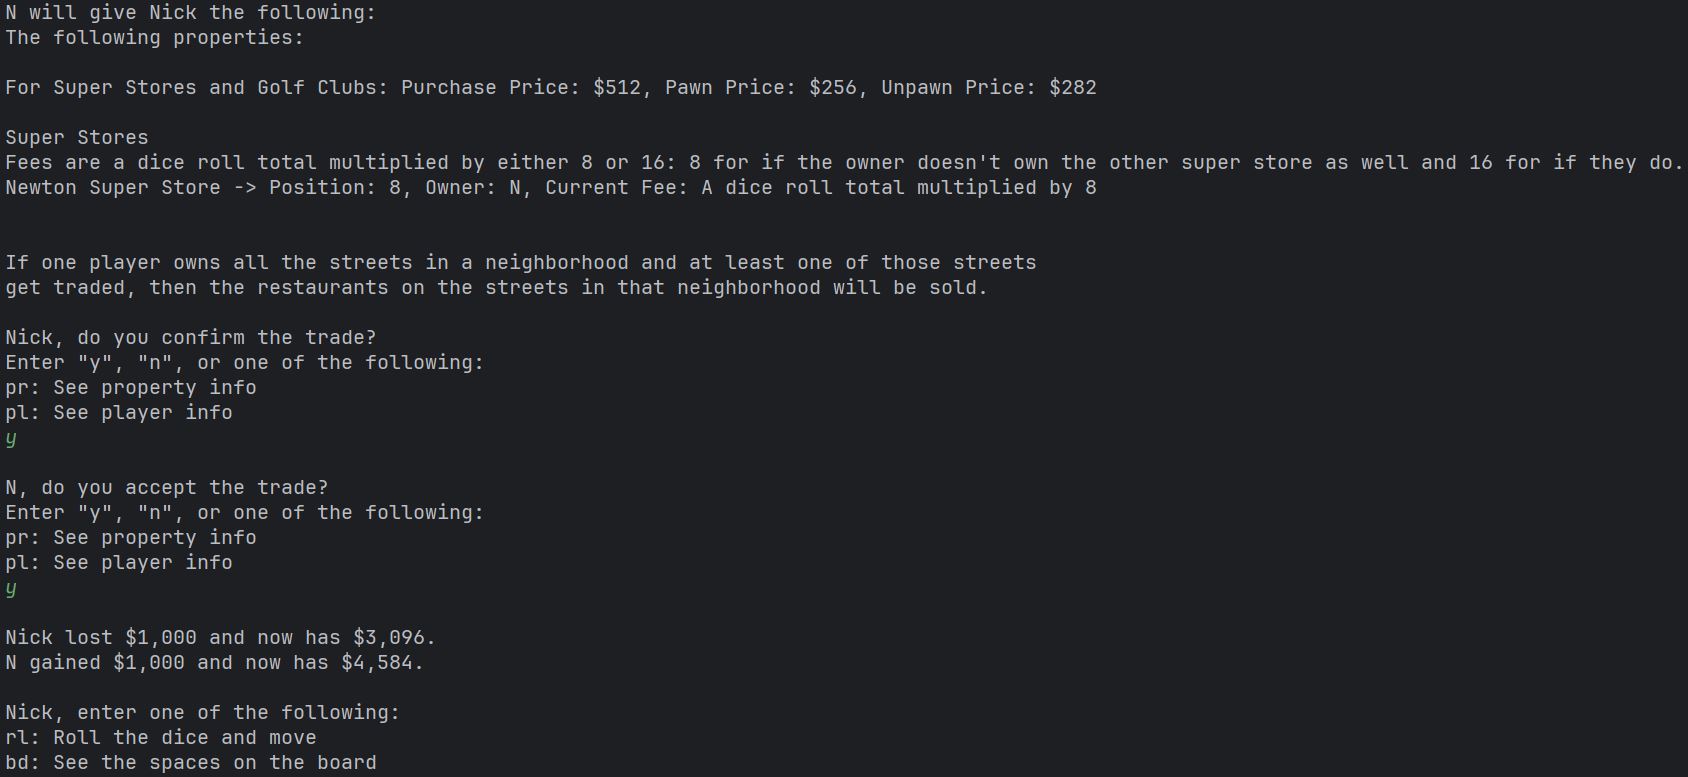 N will give Nick the following:
The following properties:
For Super Stores and Golf Clubs: Purchase Price: $512, Pawn Price: $256, Unpawn Price: $282
Super Stores
Fees are a dice roll total multiplied by either 8 or 16: 8 for if the owner doesn't own the other super store as well and 16 for if they do.
Newton Super Store -> Position: 8, Owner: N, Current Fee: A dice roll total multiplied by 8
If one player owns all the streets in a neighborhood and at least one of those streets
get traded, then the restaurants on the streets in that neighborhood will be sold.
Nick, do you confirm the trade?
Enter "y", "n", or one of the following:
pr: See property info
pl: See player info
y
N, do you accept the trade?
Enter "y", "n", or one of the following:
pr: See property info
pl: See player info
y
Nick lost $1,000 and now has $3,096.
N gained $1,000 and now has $4,584.
Nick, enter one of the following:
rl: Roll the dice and move
bd: See the spaces on the board